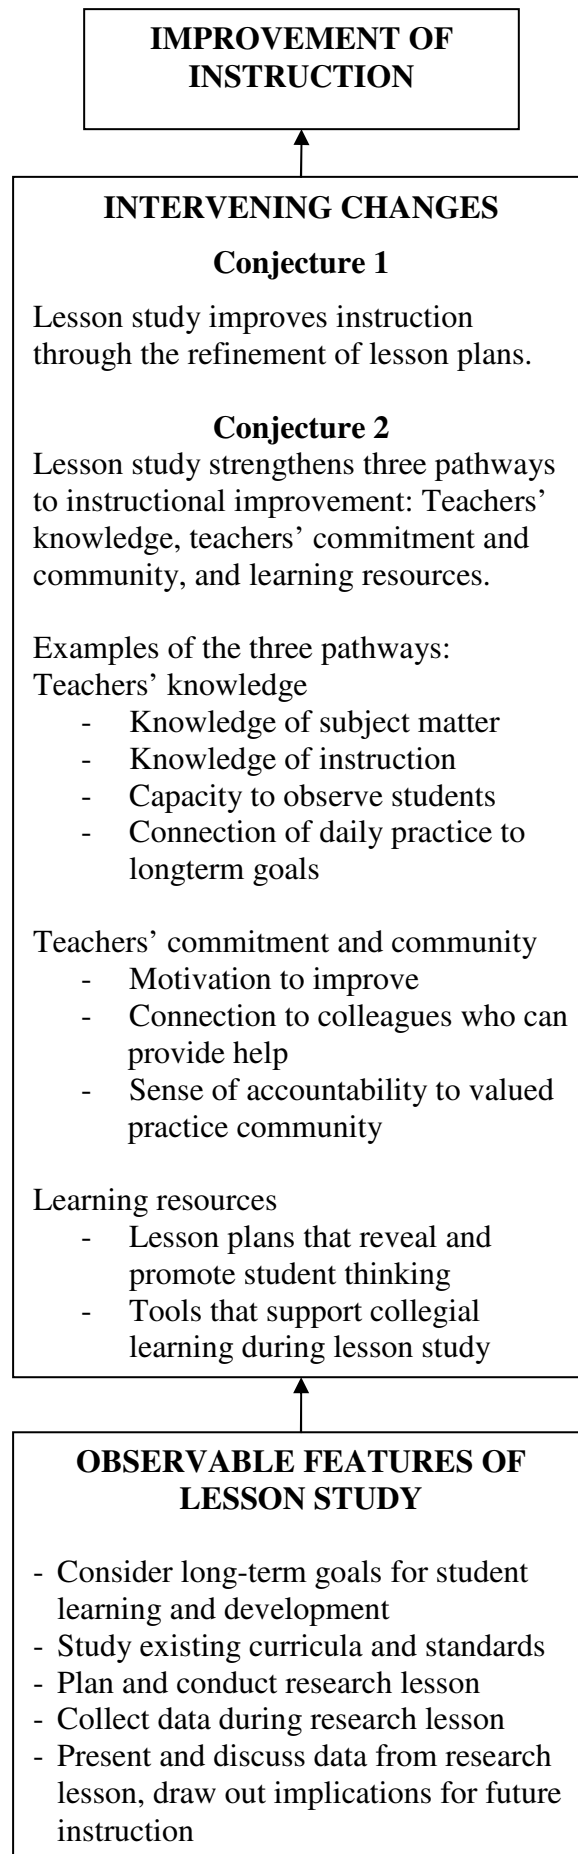 IMPROVEMENT OF
INSTRUCTION
INTERVENING CHANGES
Conjecture 1
Lesson study improves instruction
through the refinement of lesson plans.
Conjecture 2
Lesson study strengthens three pathways
to instructional improvement: Teachers’
knowledge, teachers’ commitment and
community, and learning resources.
Examples of the three pathways:
Teachers’ knowledge
- Knowledge of subject matter
- Knowledge of instruction
- Capacity to observe students
- Connection of daily practice to
longterm goals
Teachers’ commitment and community
- Motivation to improve
- Connection to colleagues who can
provide help
- Sense of accountability to valued
practice community
Learning resources
- Lesson plans that reveal and
promote student thinking
- Tools that support collegial
learning during lesson study
OBSERVABLE FEATURES OF
LESSON STUDY
- Consider long-term goals for student
learning and development
- Study existing curricula and standards
- Plan and conduct research lesson
- Collect data during research lesson
- Present and discuss data from research
lesson, draw out implications for future
instruction